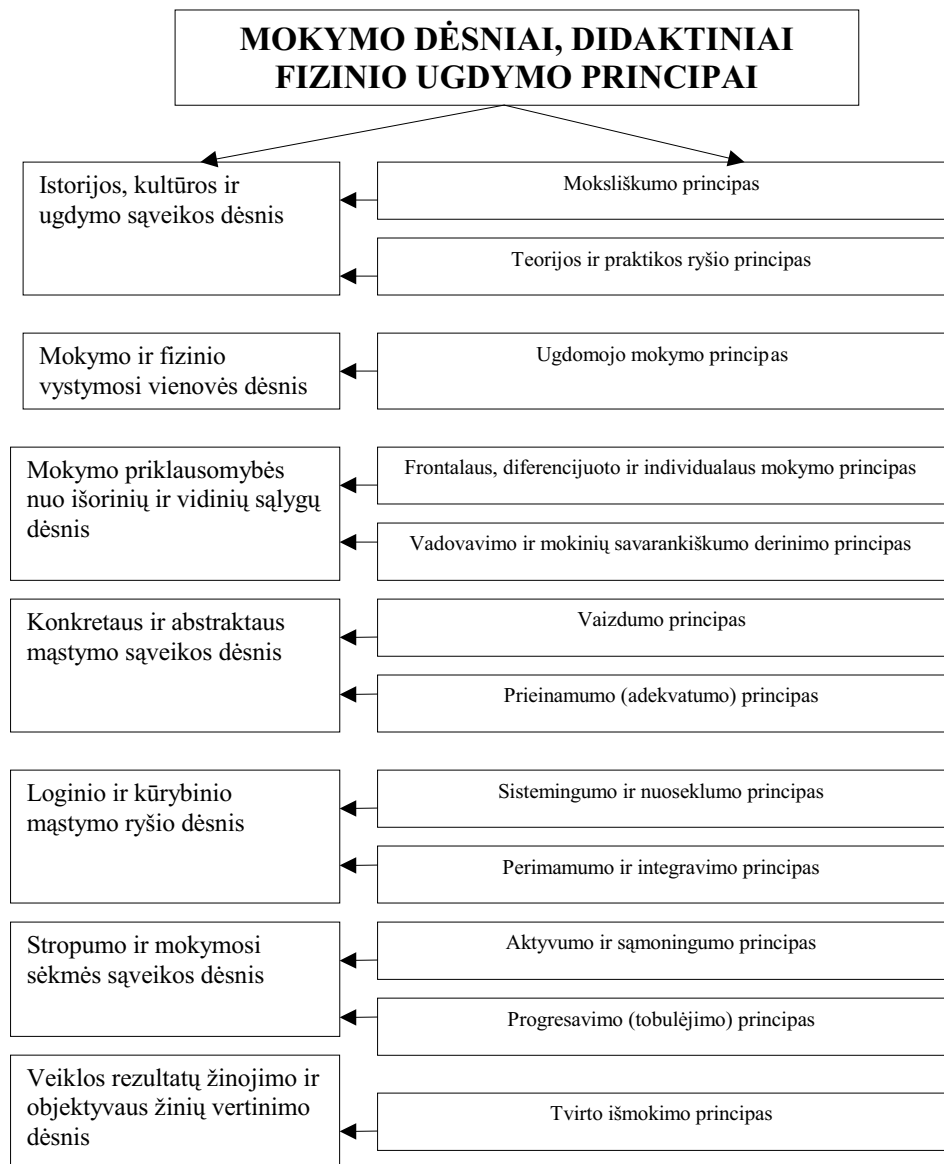 MOKYMO DĖSNIAI, DIDAKTINIAI
FIZINIO UGDYMO PRINCIPAI
Istorijos, kultūros ir
ugdymo sąveikos dėsnis
Moksliškumo principas
Teorijos ir praktikos ryšio principas
Mokymo ir fizinio
vystymosi vienovės dėsnis
Ugdomojo mokymo principas
Mokymo priklausomybės
nuo išorinių ir vidinių sąlygų
dėsnis
Frontalaus, diferencijuoto ir individualaus mokymo principas
Vadovavimo ir mokinių savarankiškumo derinimo principas
Konkretaus ir abstraktaus
mąstymo sąveikos dėsnis
Vaizdumo principas
Prieinamumo (adekvatumo) principas
Loginio ir kūrybinio
mąstymo ryšio dėsnis
Sistemingumo ir nuoseklumo principas
Perimamumo ir integravimo principas
Stropumo ir mokymosi
sėkmės sąveikos dėsnis
Aktyvumo ir sąmoningumo principas
Progresavimo (tobulėjimo) principas
Veiklos rezultatų žinojimo ir
objektyvaus žinių vertinimo
dėsnis
Tvirto išmokimo principas